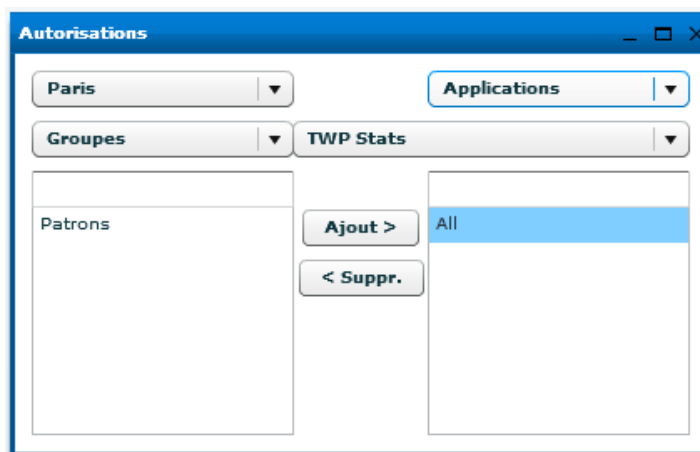 Autorisations
Paris
Applications
Groupes
TWP Stats
Patrons
Ajout >
All
< Suppr.